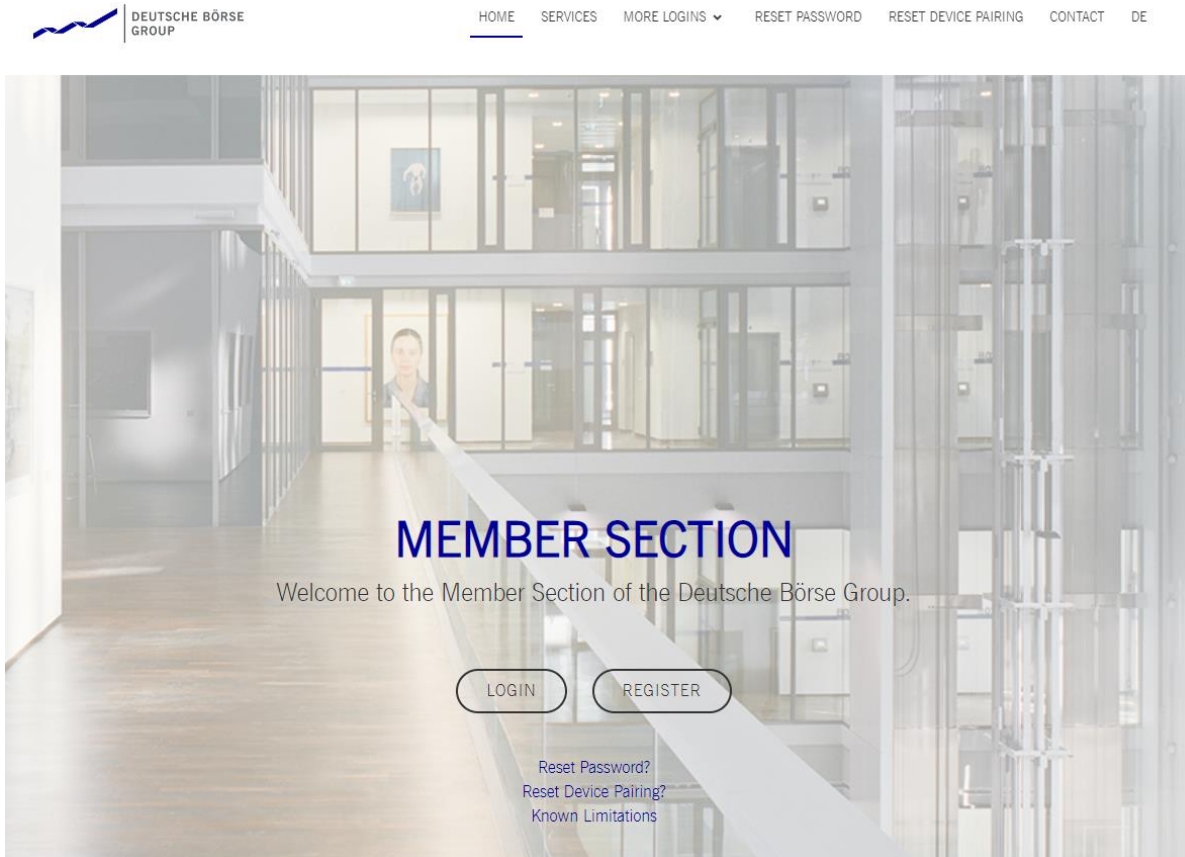 DEUTSCHE BÖRSE
GROUP
HOME SERVICES MORE LOGINS RESET PASSWORD RESET DEVICE PAIRING CONTACT DE
MEMBER SECTION
Welcome to the Member Section of the Deutsche Börse Group.
LOGIN REGISTER
Reset Password?
Reset Device Pairing?
Known Limitations